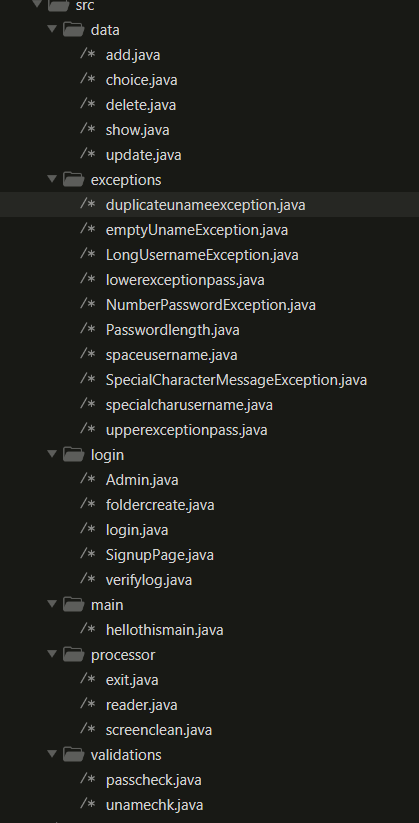 src
data
/* add.java
/* choice.java
/* delete.java
/* show.java
/* update.java
exceptions
/* duplicateunameexception.java
/* emptyUnameException.java
/* LongUsernameException.java
/* lowerexceptionpass.java
/* NumberPasswordException.java
/* Passwordlength.java
/* spaceusername.java
/* SpecialCharacterMessageException.java
/* specialcharusername.java
/* upperexceptionpass.java
login
/* Admin.java
/* foldercreate.java
/* login.java
/* SignupPage.java
/* verifylog.java
main
/* hellothismain.java
processor
/* exit.java
/* reader.java
/* screenclean.java
validations
/* passcheck.java
/* unamechk.java